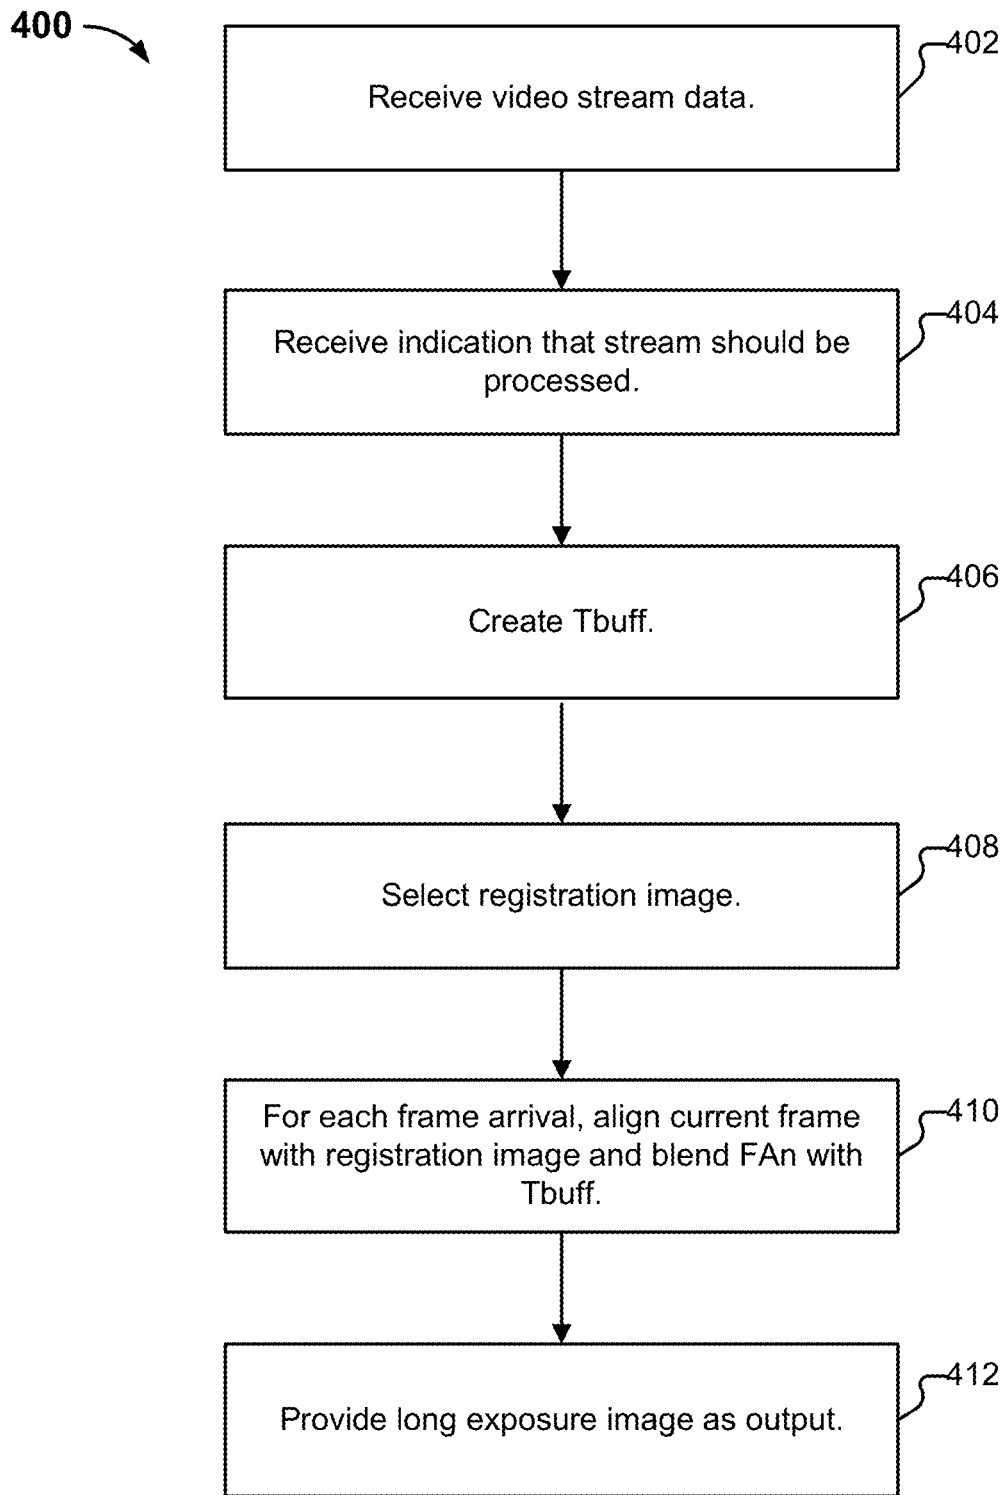 400
402
Receive video stream data.
404
Receive indication that stream should be
processed.
406
Create Tbuff.
408
Select registration image.
410
For each frame arrival, align current frame
with registration image and blend FAn with
Tbuff.
412
Provide long exposure image as output.